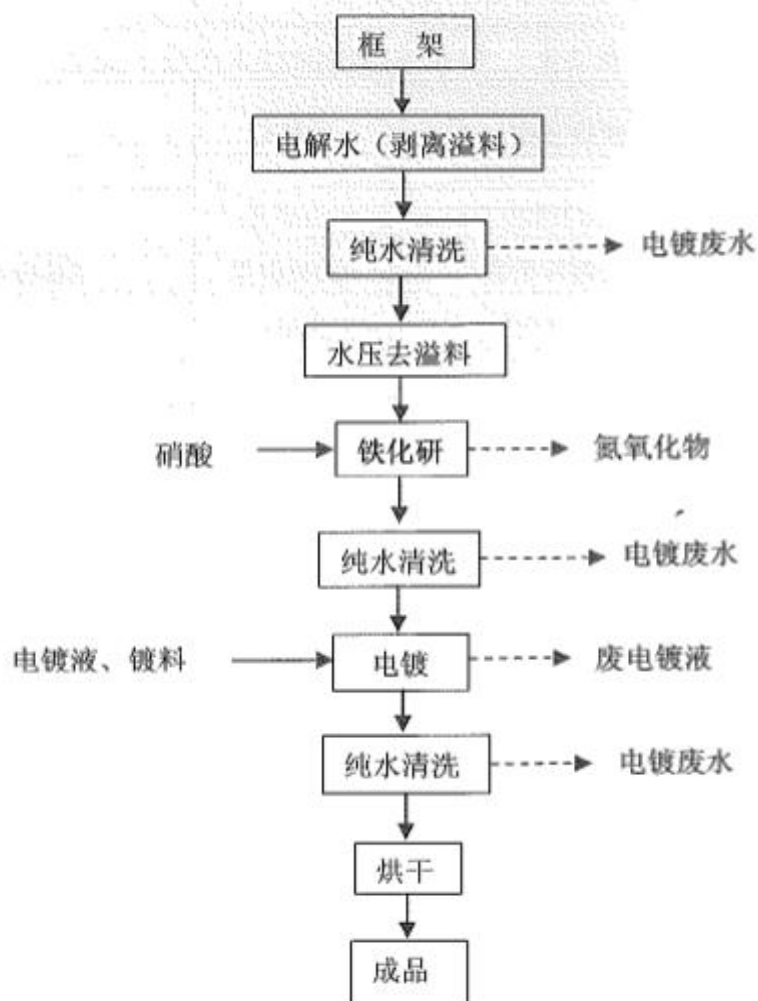 框 架
电解水（剥离溢料）
纯水清洗 电镀废水
水压去溢料
硝酸 铁化研 氮氧化物
纯水清洗 电镀废水
电镀液、镀料 电镀 废电镀液
纯水清洗 电镀废水
烘干
成品